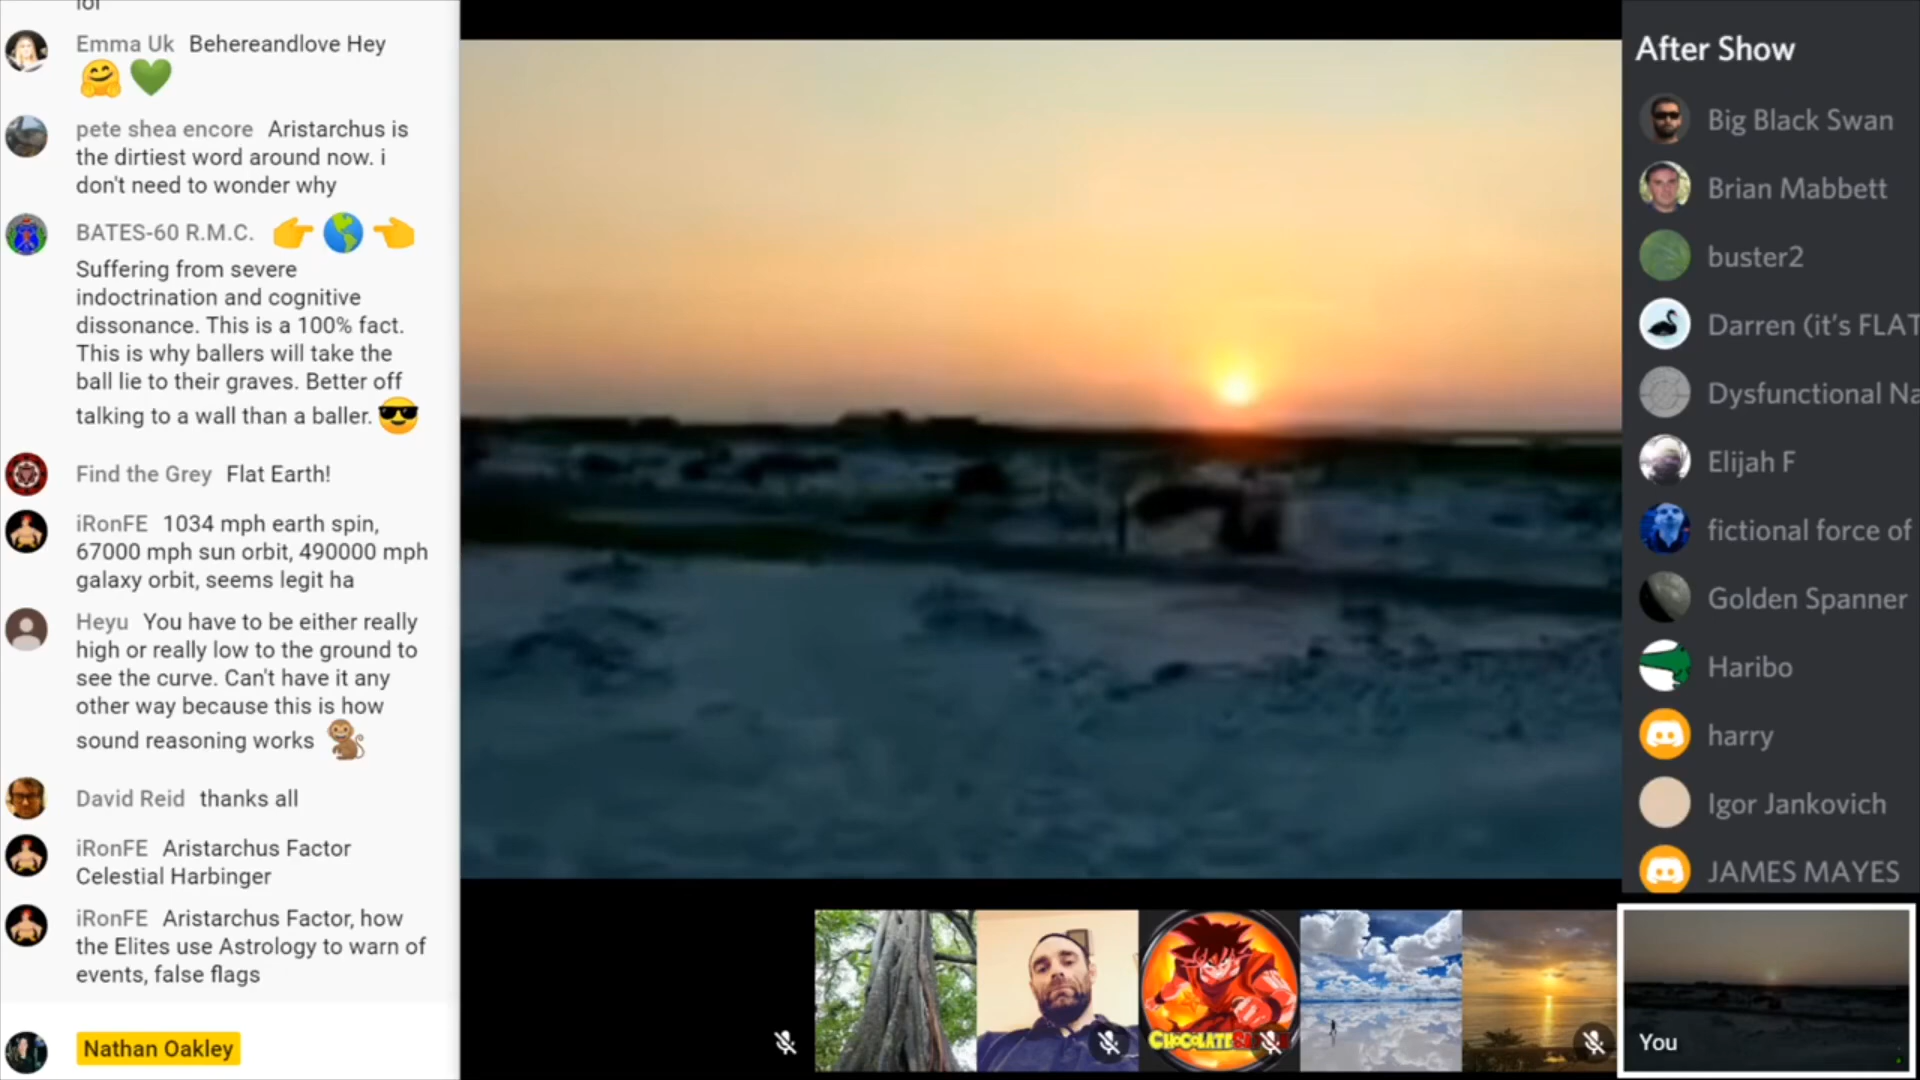 lol
Emma Uk Behereandlove Hey
pete shea encore Aristarchus is
the dirtiest word around now. i
don't need to wonder why
BATES-60 R.M.C.
Suffering from severe
indoctrination and cognitive
dissonance. This is a 100% fact.
This is why ballers will take the
ball lie to their graves. Better off
talking to a wall than a baller.
Find the Grey Flat Earth!
iRonFE 1034 mph earth spin,
67000 mph sun orbit, 490000 mph
galaxy orbit, seems legit ha
Heyu You have to be either really
high or really low to the ground to
see the curve. Can't have it any
other way because this is how
sound reasoning works
David Reid thanks all
iRonFE Aristarchus Factor
Celestial Harbinger
iRonFE Aristarchus Factor, how
the Elites use Astrology to warn of
events, false flags
Nathan Oakley
CHOCOLATE
You
After Show
Big Black Swan
Brian Mabbett
buster2
Darren (it's FLAT
Dysfunctional Na
Elijah F
fictional force of
Golden Spanner
Haribo
harry
Igor Jankovich
JAMES MAYES